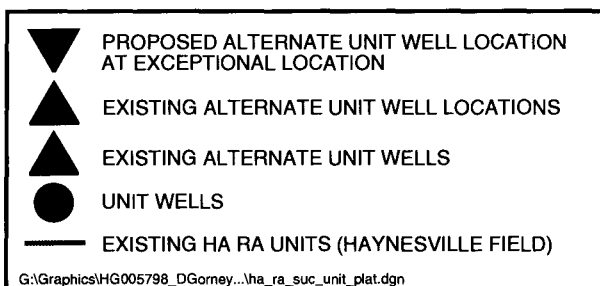 PROPOSED ALTERNATE UNIT WELL LOCATION
AT EXCEPTIONAL LOCATION
EXISTING ALTERNATE UNIT WELL LOCATIONS
EXISTING ALTERNATE UNIT WELLS
UNIT WELLS
EXISTING HA RA UNITS (HAYNESVILLE FIELD)
G:\Graphics\HG005798_DGorney...\ha_ra_suc_unit_plat.dgn